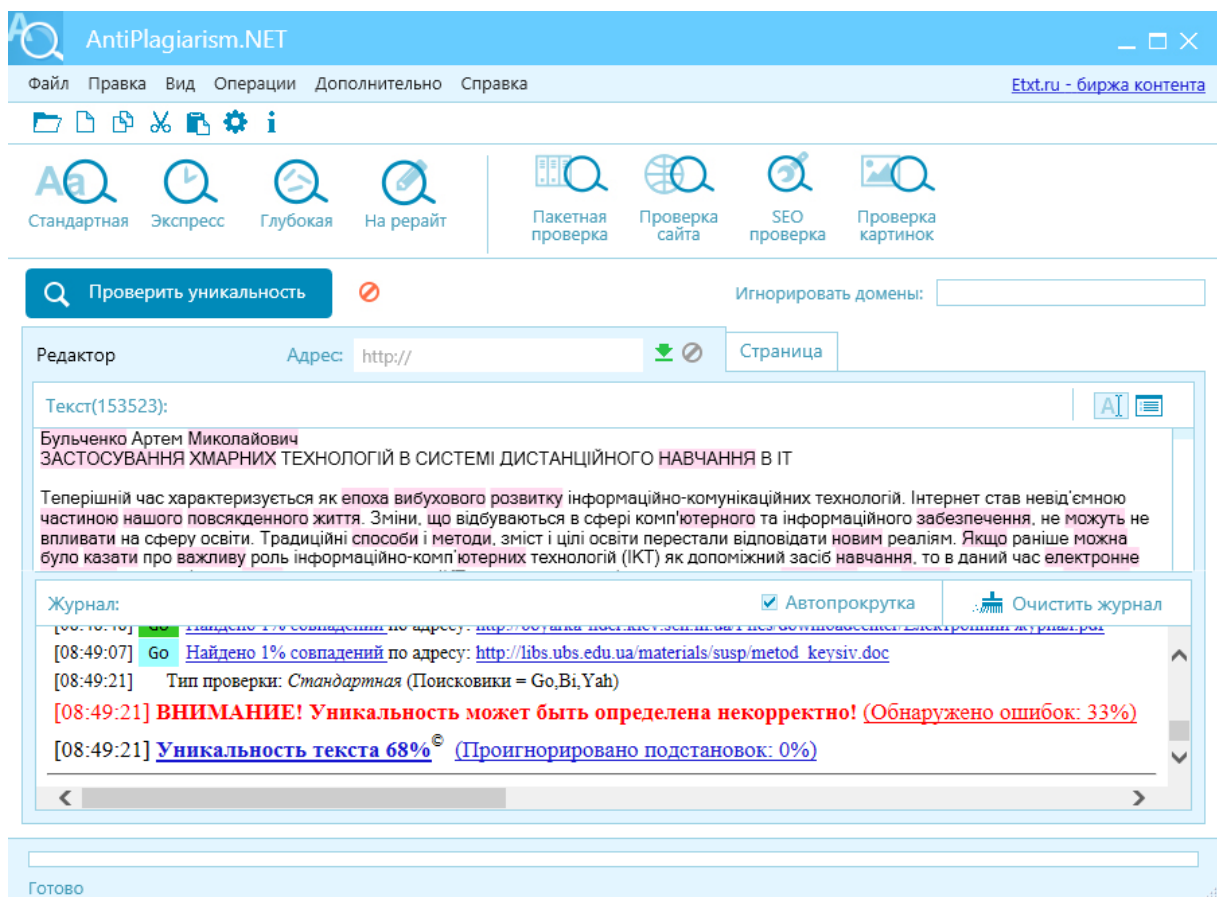 AntiPlagiarism.NET
Файл Правка Вид Операции Дополнительно Справка Etxt.ru - биржа контента
Стандартная Экспресс Глубокая На рерайт Пакетная проверка Проверка сайта SEO проверка Проверка картинок
Проверить уникальность Игнорировать домены:
Редактор Адрес: http:// Страница
Текст(153523):
Бульченко Артем Миколайович
ЗАСТОСУВАННЯ ХМАРНИХ ТЕХНОЛОГІЙ В СИСТЕМІ ДИСТАНЦІЙНОГО НАВЧАННЯ В ІТ
Теперішній час характеризується як епоха вибухового розвитку інформаційно-комунікаційних технологій. Інтернет став невід'ємною
частиною нашого повсякденного життя. Зміни, що відбуваються в сфері комп'ютерного та інформаційного забезпечення, не можуть не
впливати на сферу освіти. Традиційні способи і методи, зміст і цілі освіти перестали відповідати новим реаліям. Якщо раніше можна
було казати про важливу роль інформаційно-комп'ютерних технологій (ІКТ) як допоміжний засіб навчання, то в даний час електронне
Журнал: Автопрокрутка Очистить журнал
Go Найдено 1% совпадений по адресу:
[08:49:07] Go Найдено 1% совпадений по адресу: http://libs.ubs.edu.ua/materials/susp/metod_keysiv.doc
[08:49:21] Тип проверки: Стандартная (Поисковики = Go,Bi,Yah)
[08:49:21] ВНИМАНИЕ! Уникальность может быть определена некорректно! (Обнаружено ошибок: 33%)
[08:49:21] Уникальность текста 68%© (Проигнорировано подстановок: 0%)
Готово